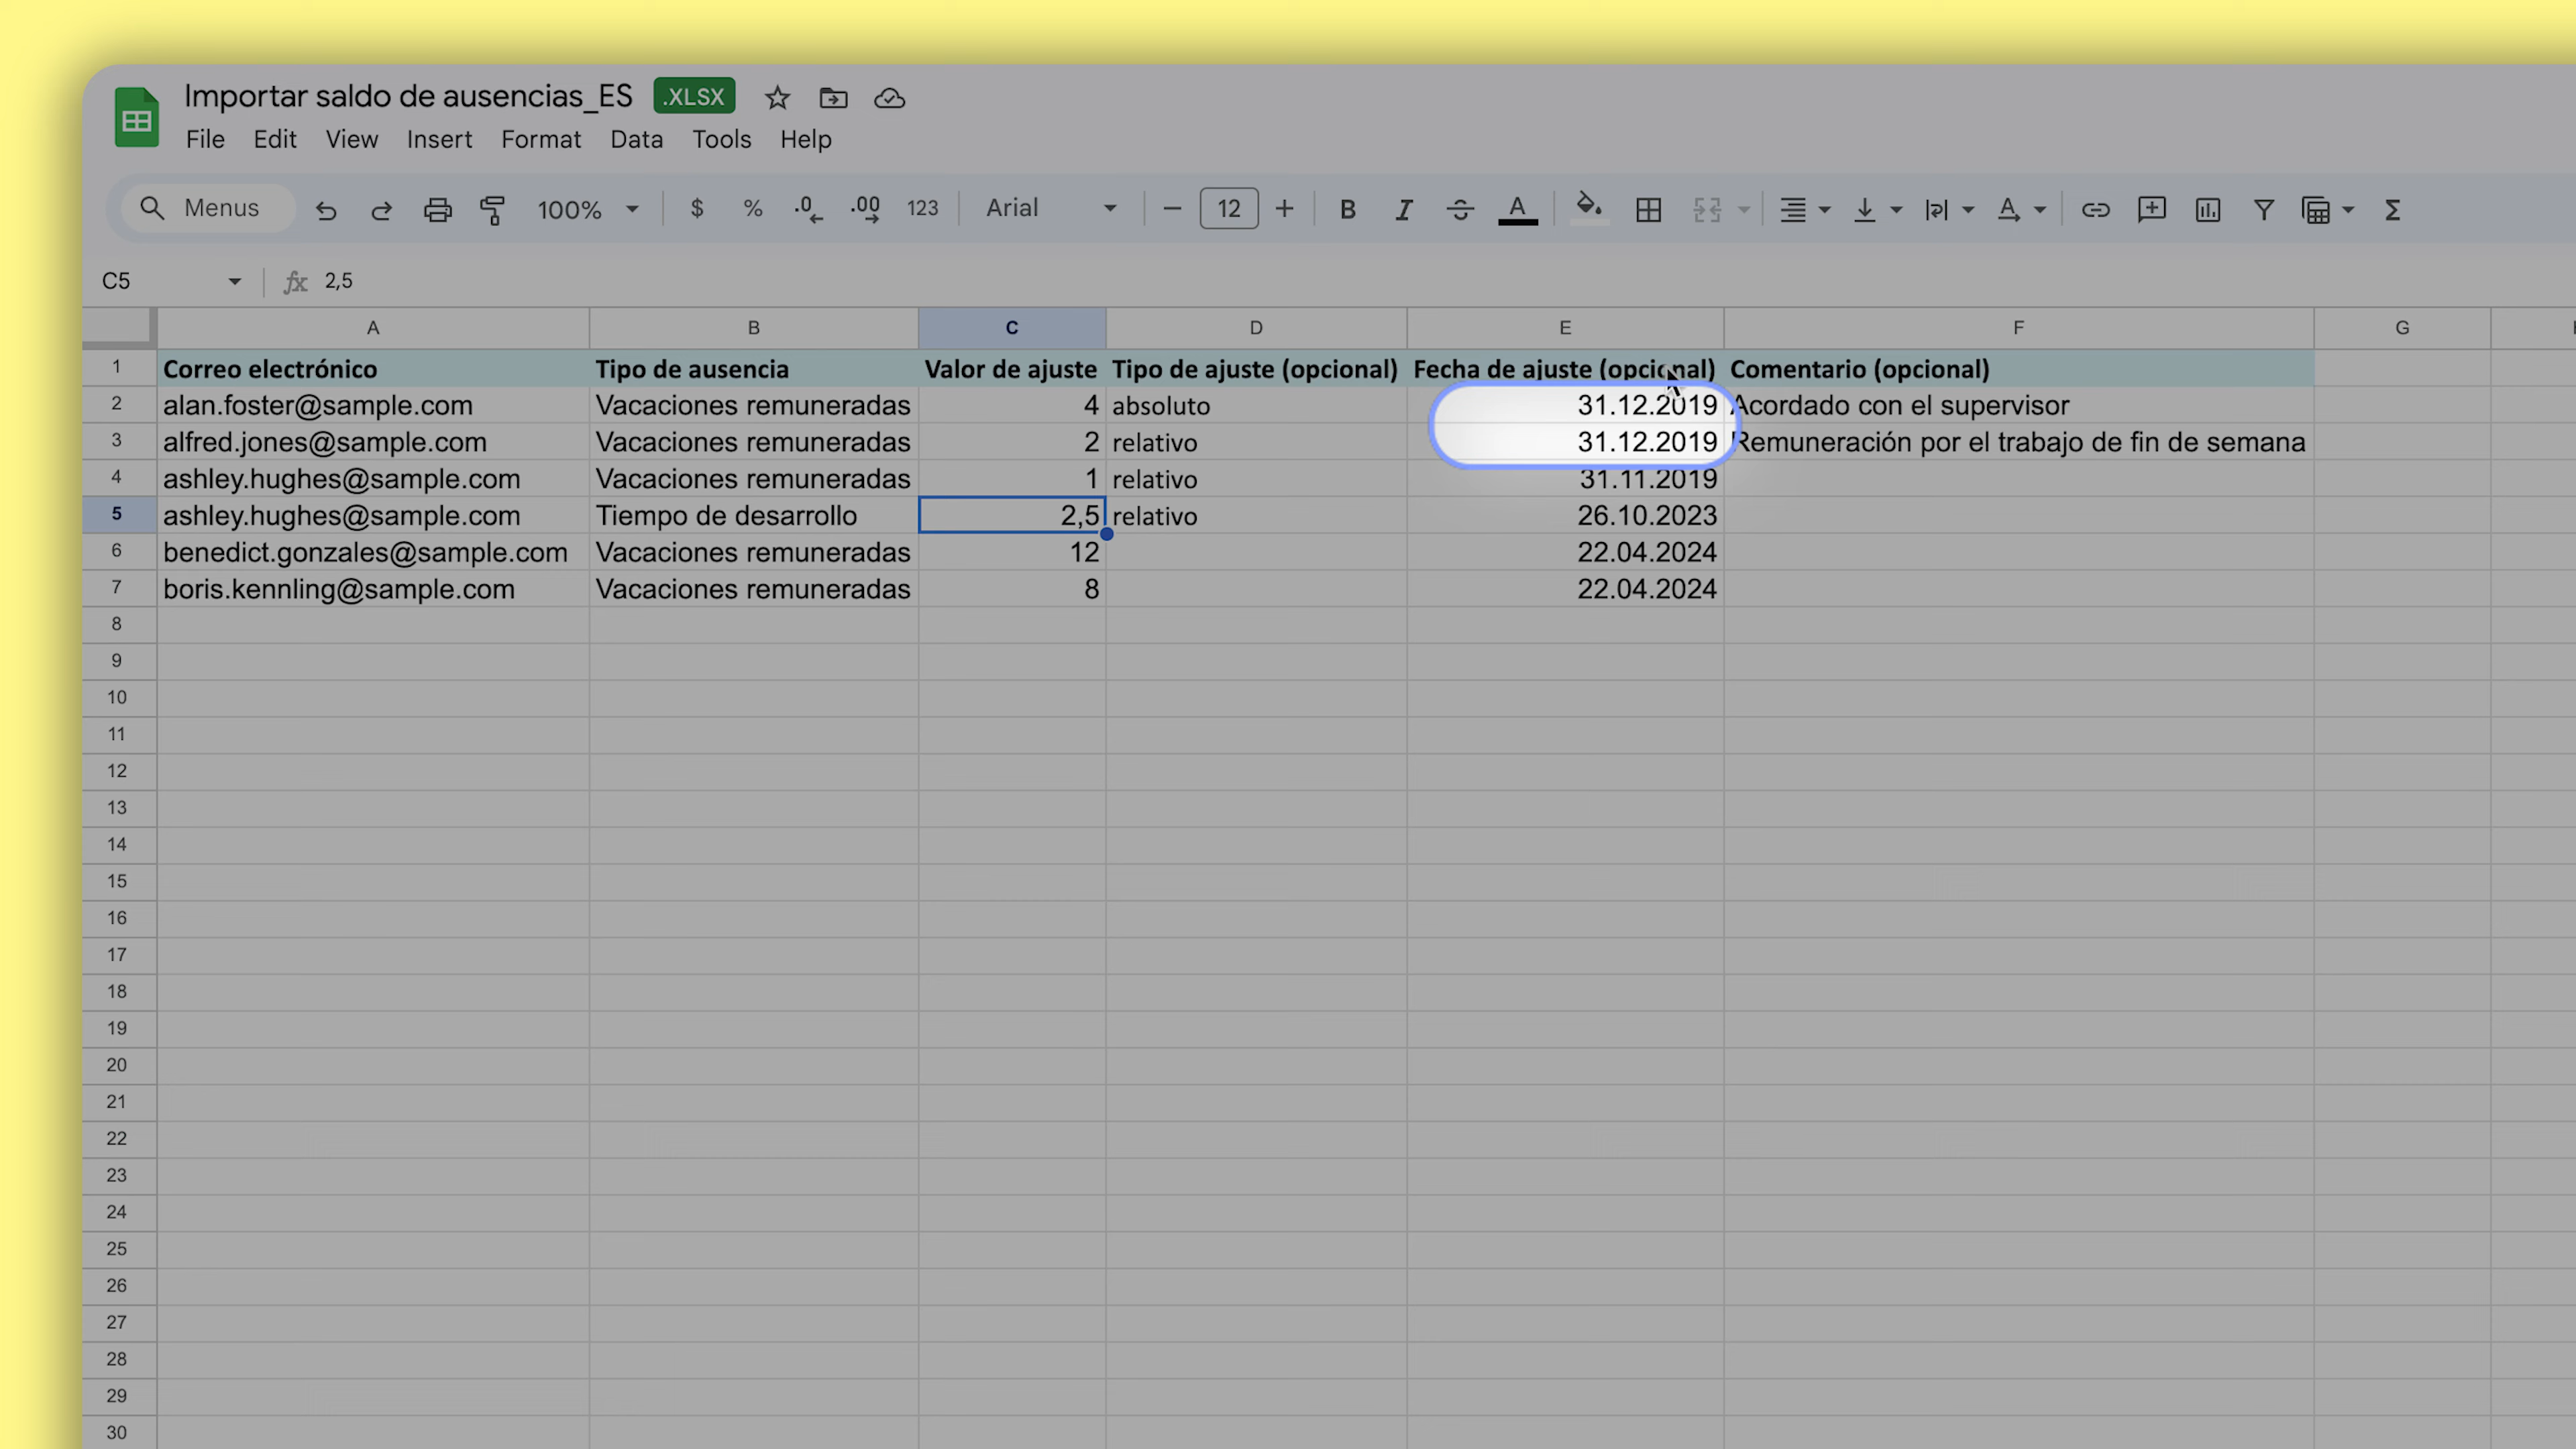 Importar saldo de ausencias_ES .XLSX
File Edit View Insert Format Data Tools Help
Menus 100% $ % .0 .00 123 Arial 12 B I A A Σ
C5 fx 2,5
A B C D E F G
1 Correo electrónico Tipo de ausencia Valor de ajuste Tipo de ajuste (opcional) Fecha de ajuste (opcional) Comentario (opcional)
2 alan.foster@sample.com Vacaciones remuneradas 4 absoluto 31.12.2019 Acordado con el supervisor
3 alfred.jones@sample.com Vacaciones remuneradas 2 relativo 31.12.2019 Remuneración por el trabajo de fin de semana
4 ashley.hughes@sample.com Vacaciones remuneradas 1 relativo 31.11.2019
5 ashley.hughes@sample.com Tiempo de desarrollo 2,5 relativo 26.10.2023
6 benedict.gonzales@sample.com Vacaciones remuneradas 12 22.04.2024
7 boris.kennling@sample.com Vacaciones remuneradas 8 22.04.2024
8
9
10
11
12
13
14
15
16
17
18
19
20
21
22
23
24
25
26
27
28
29
30